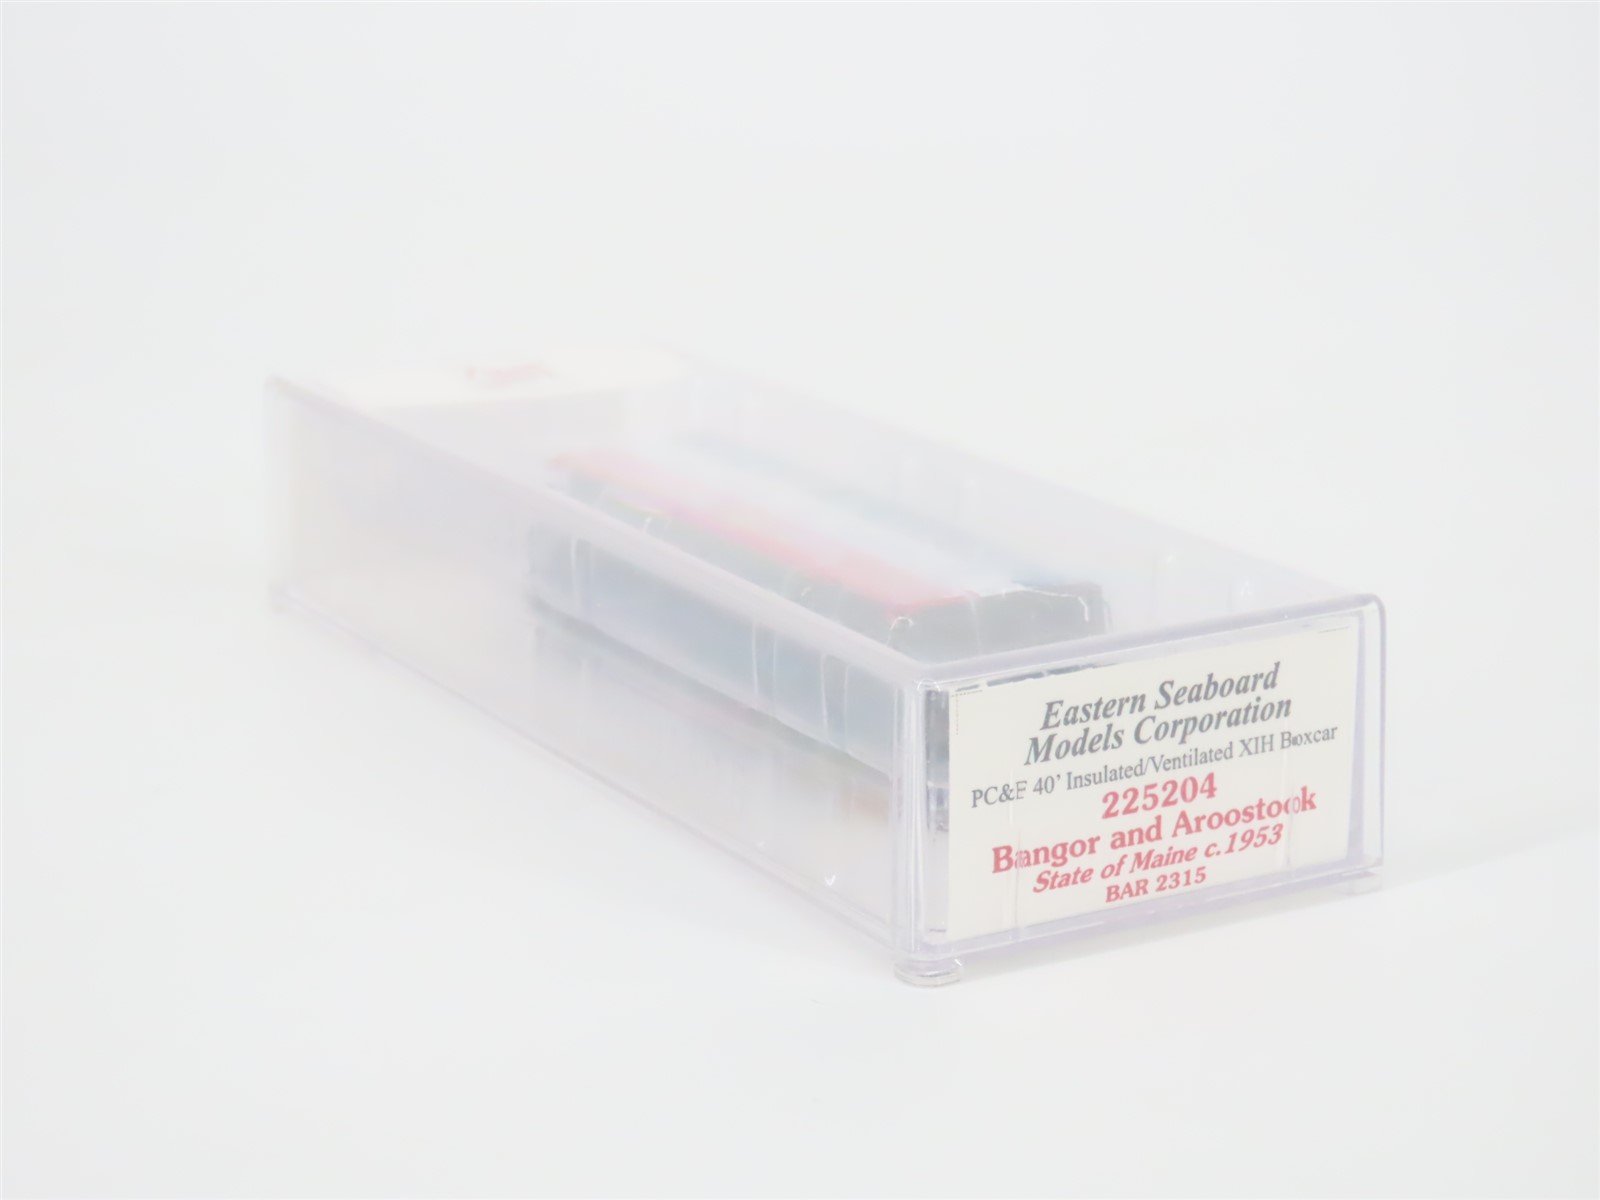 Eastern Seaboard
Models Corporation
PC&F 40' Insulated/Ventilated XIH Boxcar
225204
Bangor and Aroostook
State of Maine c.1953
BAR 2315